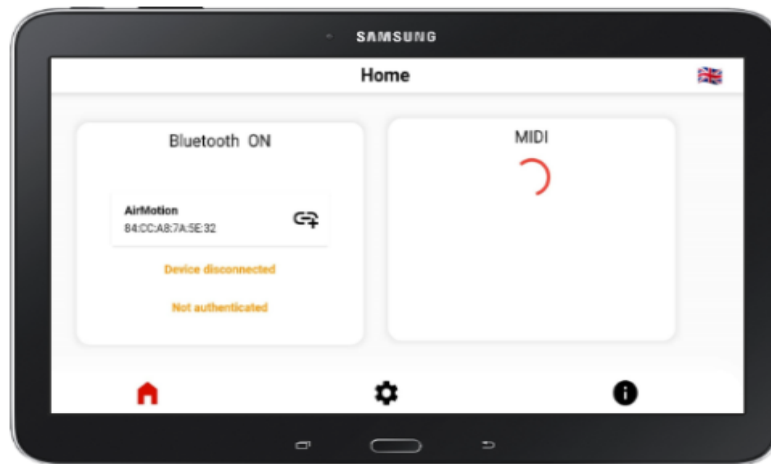 SAMSUNG
Home
Bluetooth ON
AirMotion
84:CC:A8:7A:5E:32
Device disconnected
Not authenticated
MIDI